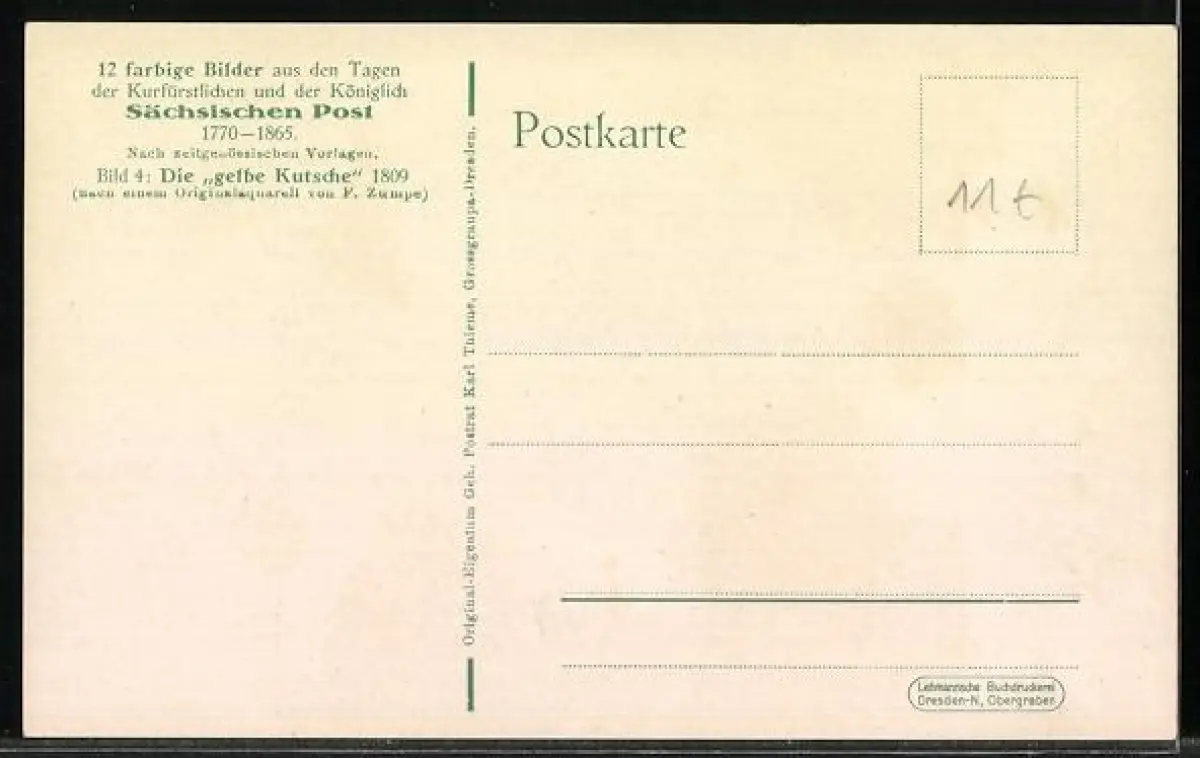 12 farbige Bilder aus den Tagen
der Kurfürstlichen und der Königlich
Sächsischen Post
1770—1865.
Nach zeitgenössischen Vorlagen.
Bild 4: Die „gelbe Kutsche“ 1809
(nach einem Originalaquarell von F. Zumpe)
Original-Eigentum Geh. Postrat Karl Thieme, Grossgraupa-Dresden.
Postkarte
Lehmannsche Buchdruckerei
Dresden-N., Obergraben